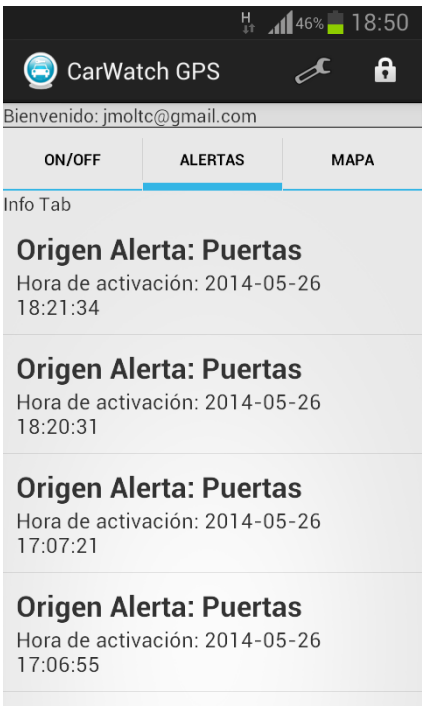 H 46% 18:50
CarWatch GPS
Bienvenido: jmoltc@gmail.com
ON/OFF ALERTAS MAPA
Info Tab
Origen Alerta: Puertas
Hora de activación: 2014-05-26
18:21:34
Origen Alerta: Puertas
Hora de activación: 2014-05-26
18:20:31
Origen Alerta: Puertas
Hora de activación: 2014-05-26
17:07:21
Origen Alerta: Puertas
Hora de activación: 2014-05-26
17:06:55